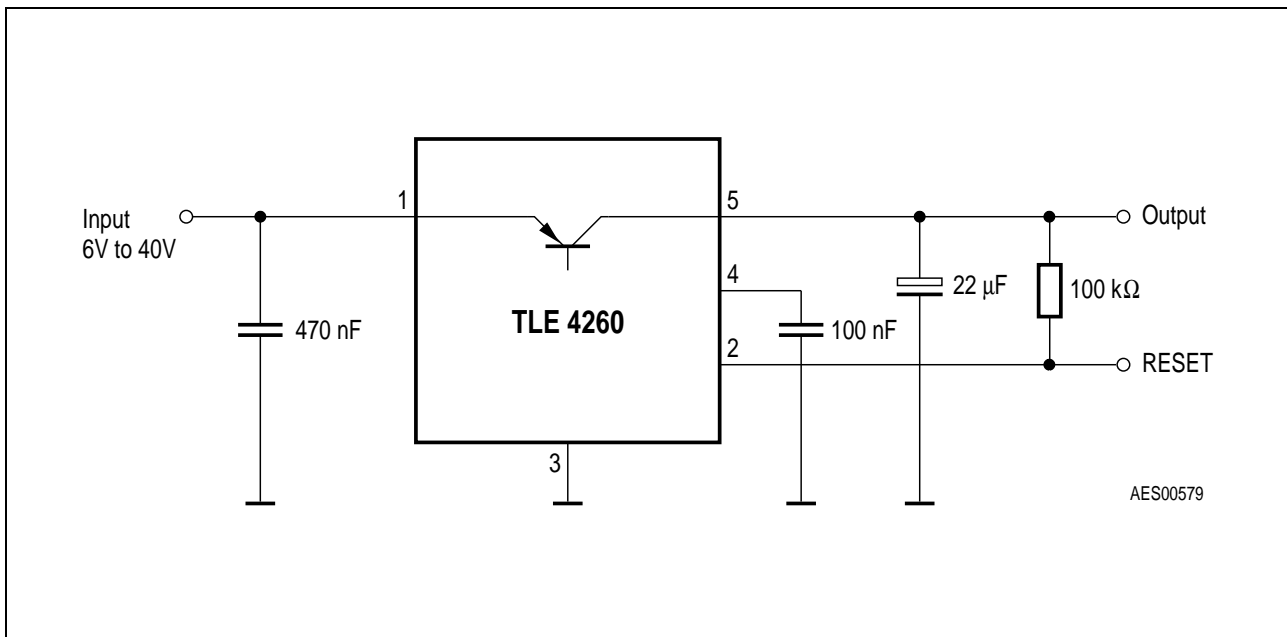 Input
6V to 40V
1
5
Output
4
470 nF
TLE 4260
100 nF
22 μF
100 kΩ
2
RESET
3
AES00579